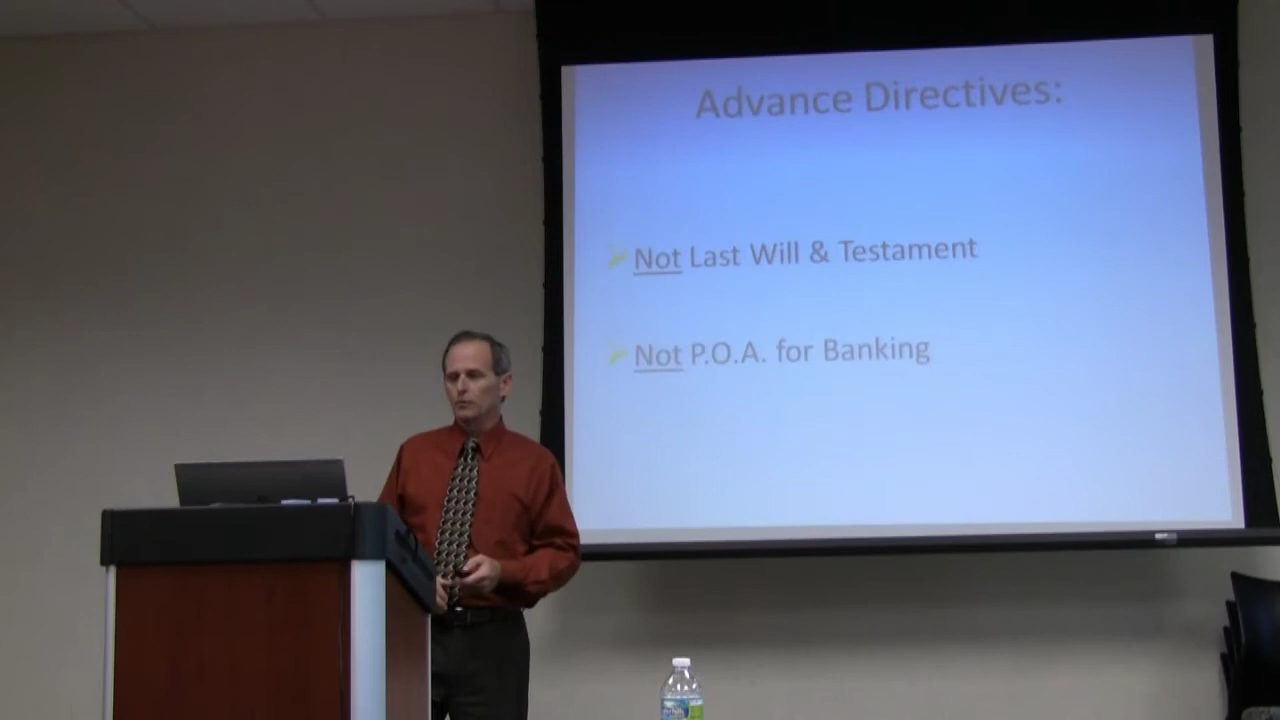 Advance Directives:
Not Last Will & Testament
Not P.O.A. for Banking